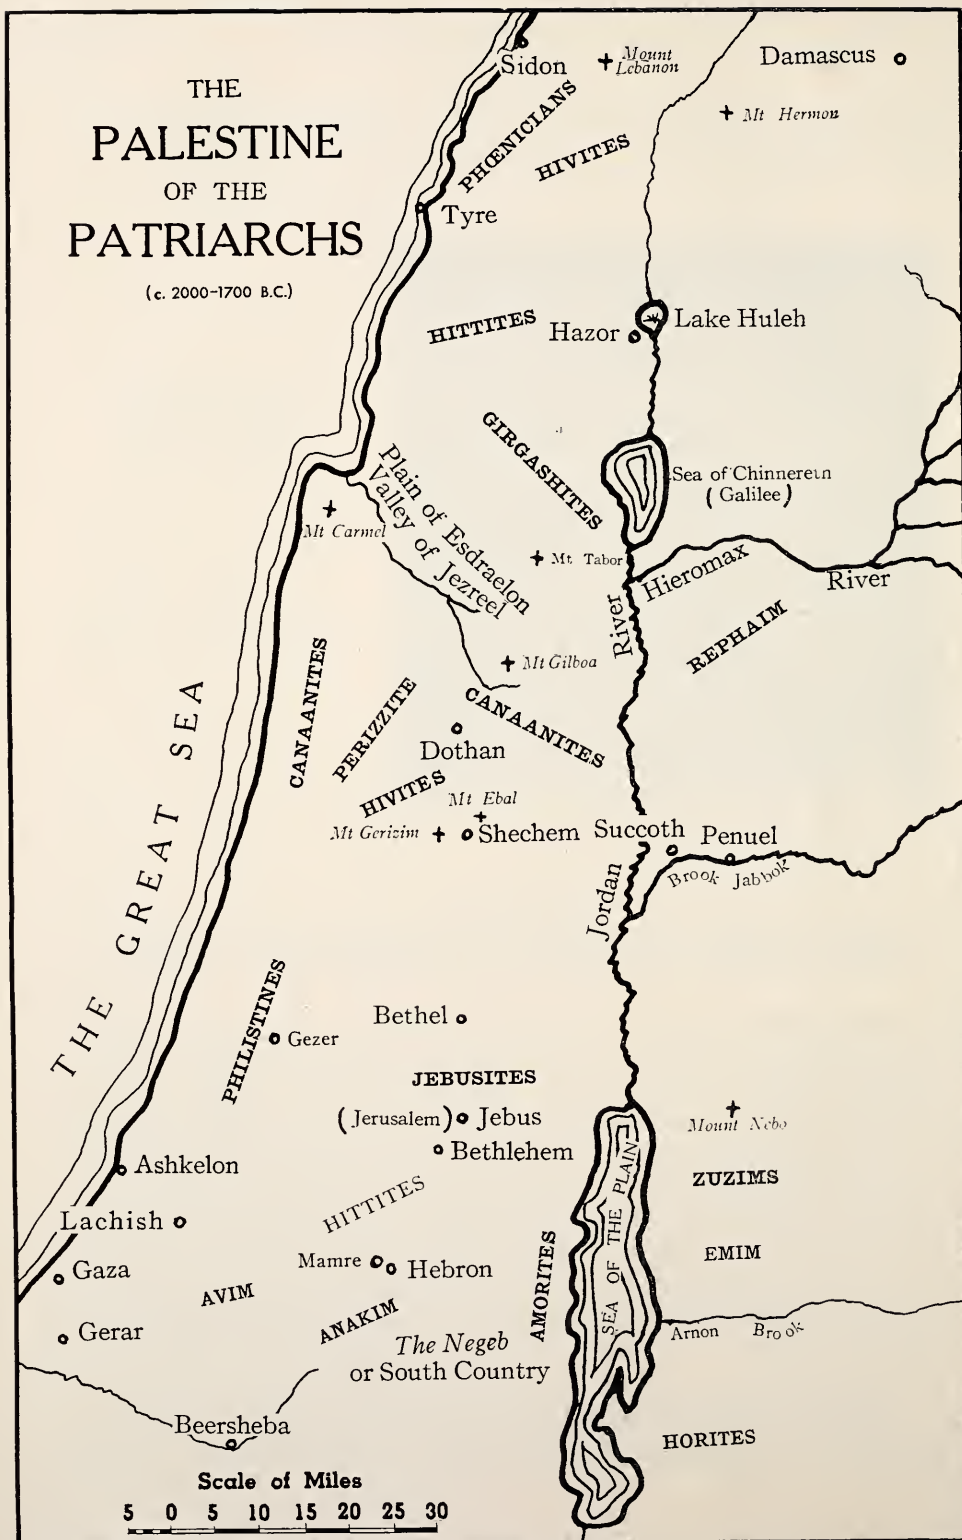 THE
PALESTINE
OF THE
PATRIARCHS
(c. 2000-1700 B.C.)
Sidon
Mount
Lebanon
Damascus
Mt Hermon
PHŒNICIANS
HIVITES
Tyre
HITTITES
Hazor
Lake Huleh
GIRGASHITES
Sea of Chinnereth
(Galilee)
Plain of Esdraelon
Valley of Jezreel
Mt Carmel
Mt. Tabor
Hieromax
River
River
REPHAIM
Mt Gilboa
CANAANITES
PERIZZITE
CANAANITES
Dothan
HIVITES
Mt Ebal
Mt Gerizim
Shechem
Succoth
Penuel
Brook Jabbok
Jordan
THE GREAT SEA
PHILISTINES
Bethel
Gezer
JEBUSITES
(Jerusalem)
Jebus
Bethlehem
Mount Nebo
Ashkelon
ZUZIMS
HITTITES
Lachish
SEA OF THE PLAIN
EMIM
Mamre
Hebron
Gaza
AVIM
AMORITES
ANAKIM
Gerar
Arnon Brook
The Negeb
or South Country
Beersheba
HORITES
Scale of Miles
5 0 5 10 15 20 25 30